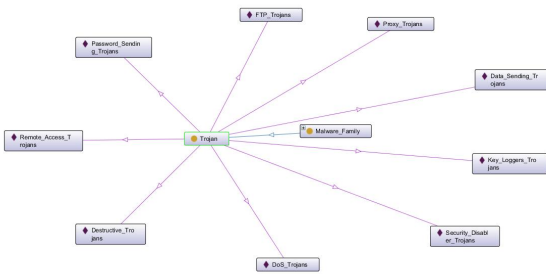 FTP_Trojans
Proxy_Trojans
Password_Sendin
g_Trojans
Data_Sending_Tr
ojans
Remote_Access_T
rojans
Trojan
Malware_Family
Key_Loggers_Tro
jans
Destructive_Tro
jans
Security_Disabl
er_Trojans
DoS_Trojans